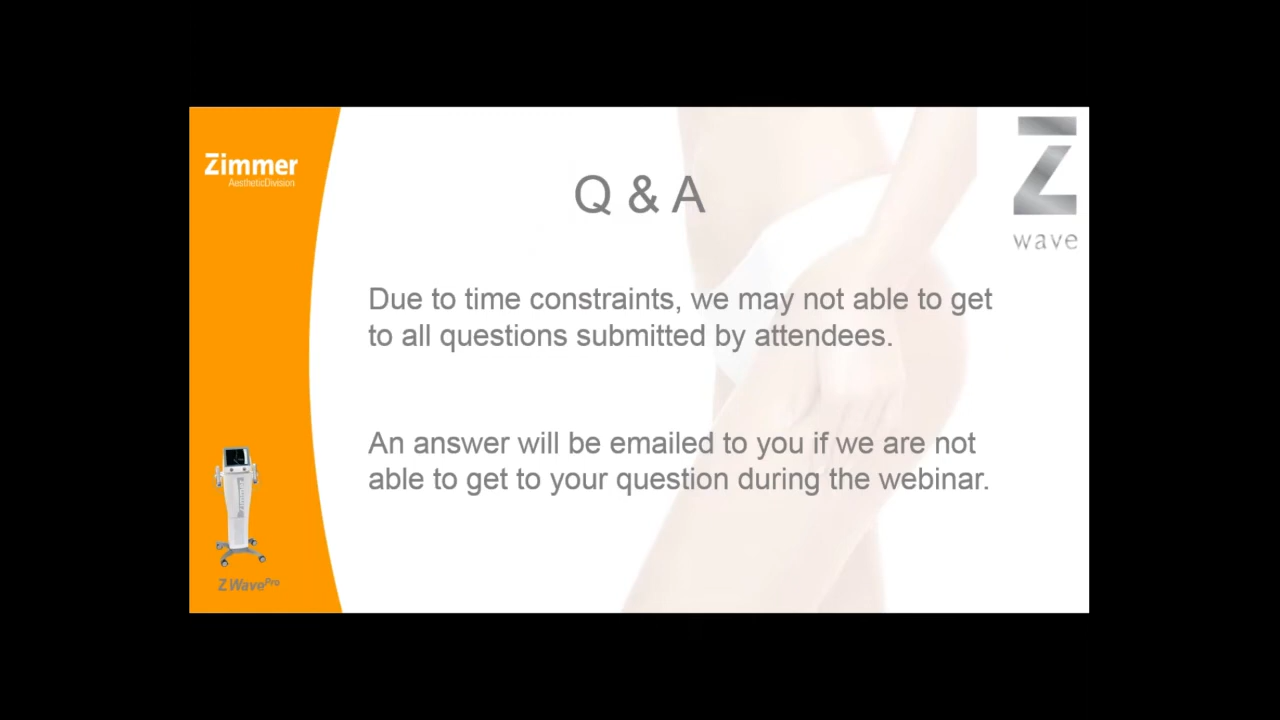 Zimmer
AestheticDivision
Z
wave
Q & A
Due to time constraints, we may not able to get
to all questions submitted by attendees.
An answer will be emailed to you if we are not
able to get to your question during the webinar.
Z WavePro